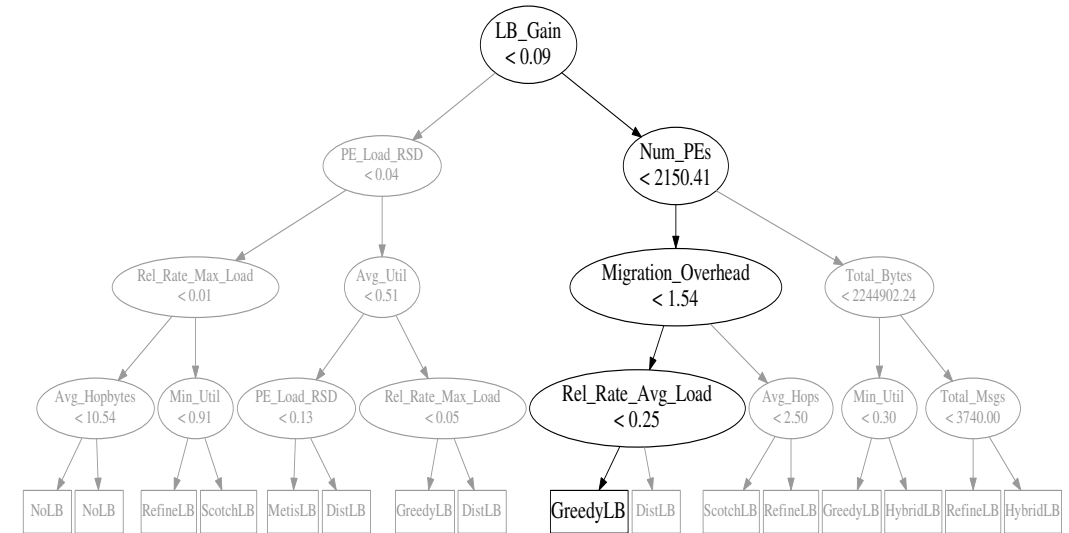 LB_Gain
< 0.09
PE_Load_RSD
< 0.04
Num_PEs
< 2150.41
Rel_Rate_Max_Load
< 0.01
Avg_Util
< 0.51
Migration_Overhead
< 1.54
Total_Bytes
< 2244902.24
Avg_Hopbytes
< 10.54
Min_Util
< 0.91
PE_Load_RSD
< 0.13
Rel_Rate_Max_Load
< 0.05
Rel_Rate_Avg_Load
< 0.25
Avg_Hops
< 2.50
Min_Util
< 0.30
Total_Msgs
< 3740.00
NoLB
NoLB
RefineLB
ScotchLB
MetisLB
DistLB
GreedyLB
DistLB
GreedyLB
DistLB
ScotchLB
RefineLB
GreedyLB
HybridLB
RefineLB
HybridLB